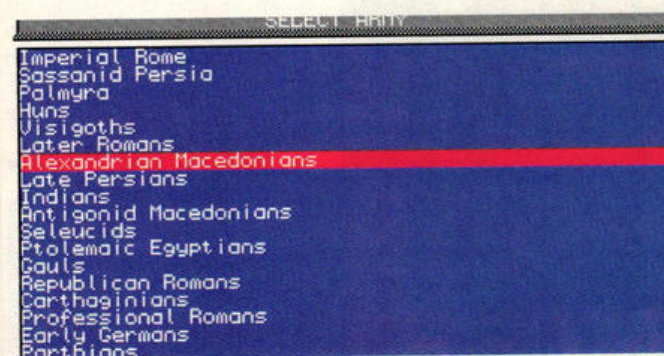 SELECT ARMY
Imperial Rome
Sassanid Persia
Palmyra
Huns
Visigoths
Later Romans
Alexandrian Macedonians
Late Persians
Indians
Antigonid Macedonians
Seleucids
Ptolemaic Egyptians
Gauls
Republican Romans
Carthaginians
Professional Romans
Early Germans
Parthians